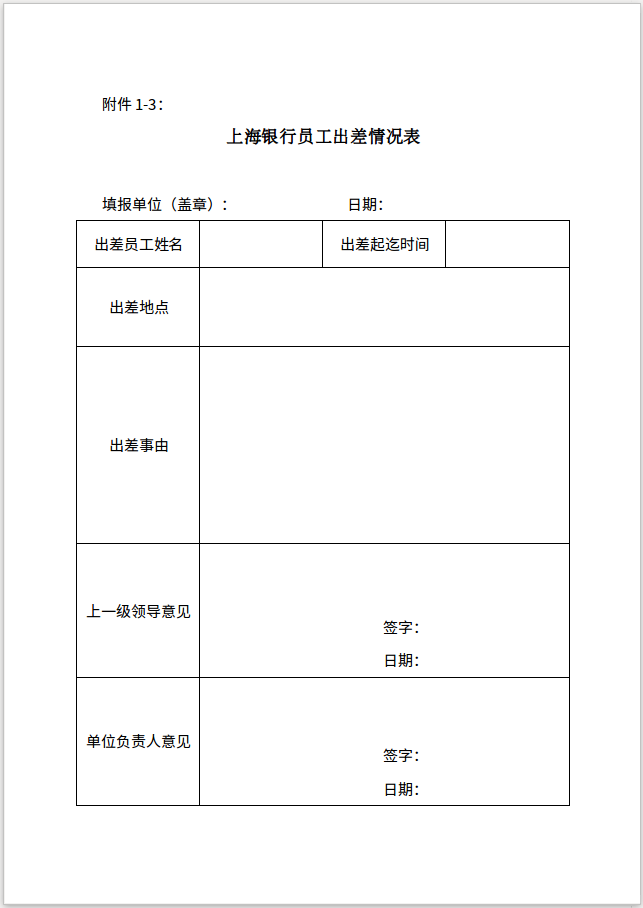 附件 1-3：
上海银行员工出差情况表
填报单位（盖章）： 日期：
出差员工姓名 出差起迄时间
出差地点
出差事由
上一级领导意见
签字：
日期：
单位负责人意见
签字：
日期：